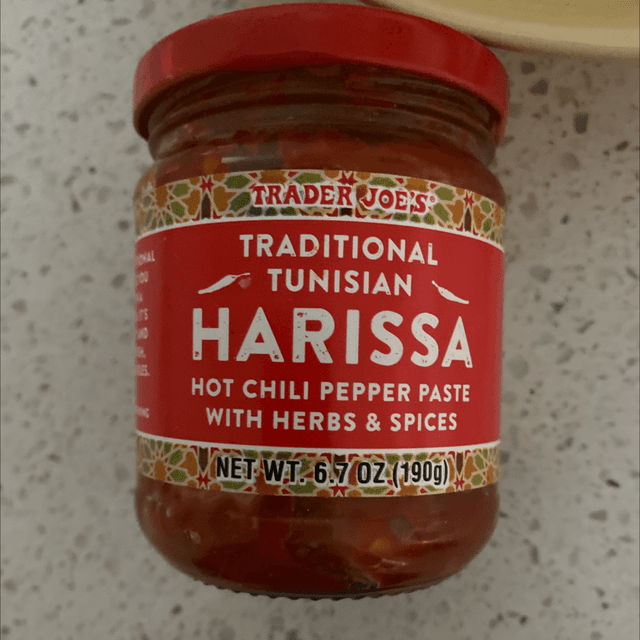 TRADER JOE'S®
TRADITIONAL
TUNISIAN
HARISSA
HOT CHILI PEPPER PASTE
WITH HERBS & SPICES
NET WT. 6.7 OZ (190g)